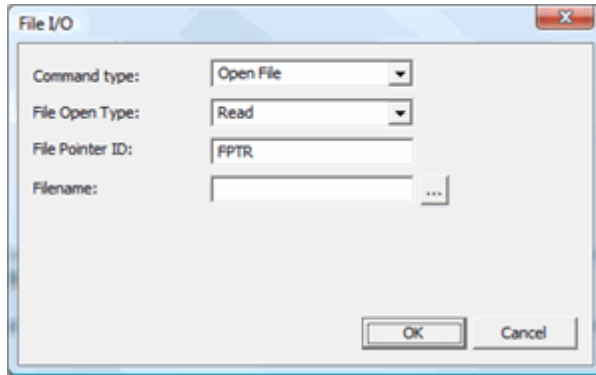 File I/O
Command type: Open File
File Open Type: Read
File Pointer ID: FPTR
Filename: ...
OK Cancel